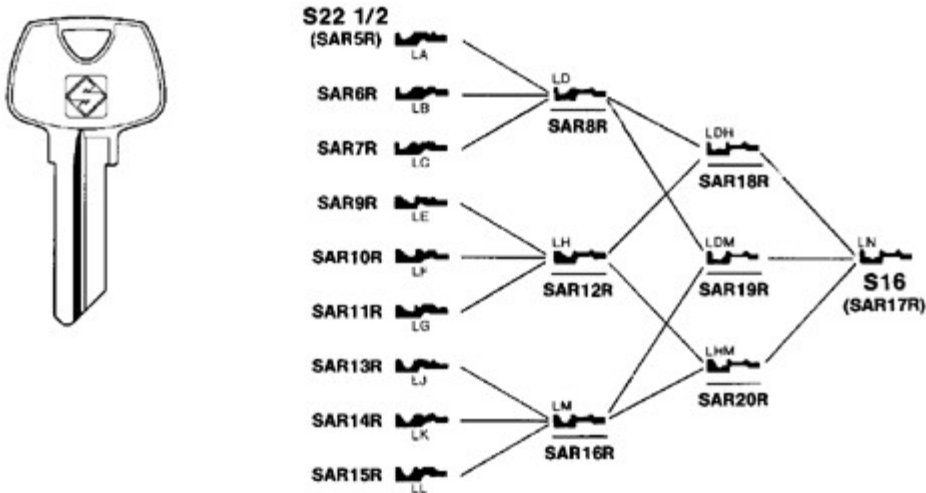 S22 1/2
(SAR5R)
LA
SAR6R
LB
SAR7R
LC
SAR9R
LE
SAR10R
LF
SAR11R
LG
SAR13R
LJ
SAR14R
LK
SAR15R
LL
LD
SAR8R
LH
SAR12R
LM
SAR16R
LDH
SAR18R
LDM
SAR19R
LHM
SAR20R
LN
S16
(SAR17R)